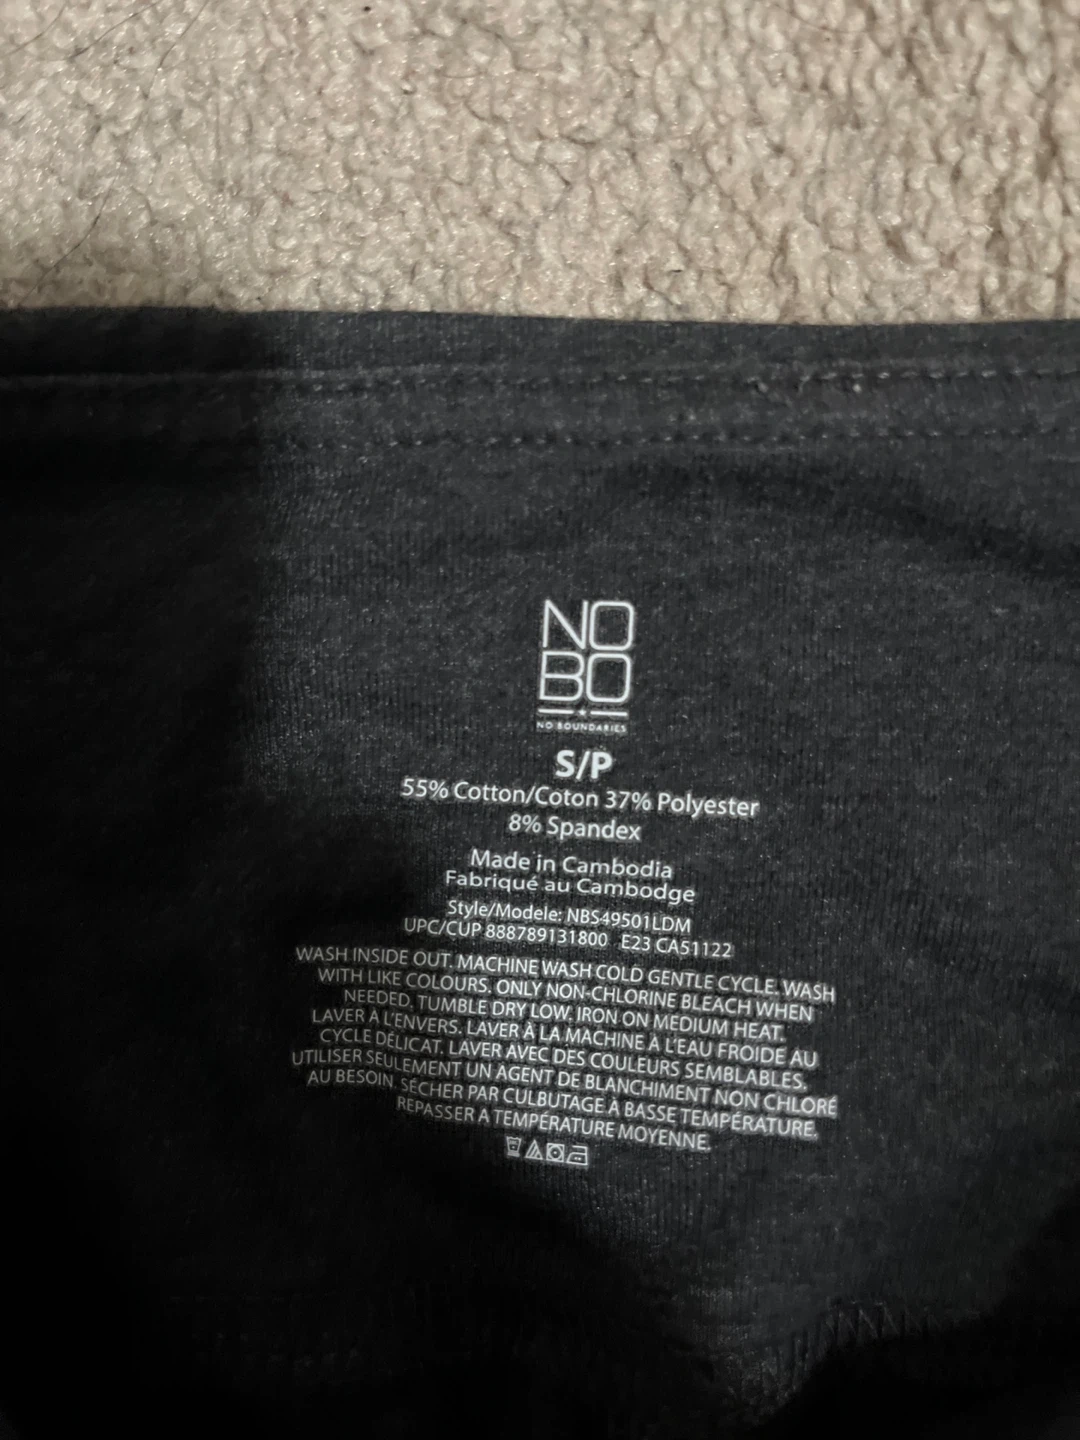 NO
BO
NO BOUNDARIES
S/P
55% Cotton/Coton 37% Polyester
8% Spandex
Made in Cambodia
Fabriqué au Cambodge
Style/Modele: NBS49501LDM
UPC/CUP 888789131800 E23 CA51122
WASH INSIDE OUT. MACHINE WASH COLD GENTLE CYCLE. WASH
WITH LIKE COLOURS. ONLY NON-CHLORINE BLEACH WHEN
NEEDED. TUMBLE DRY LOW. IRON ON MEDIUM HEAT.
LAVER À L'ENVERS. LAVER À LA MACHINE À L'EAU FROIDE AU
CYCLE DÉLICAT. LAVER AVEC DES COULEURS SEMBLABLES.
UTILISER SEULEMENT UN AGENT DE BLANCHIMENT NON CHLORÉ
AU BESOIN. SÉCHER PAR CULBUTAGE À BASSE TEMPÉRATURE.
REPASSER A TEMPÉRATURE MOYENNE.